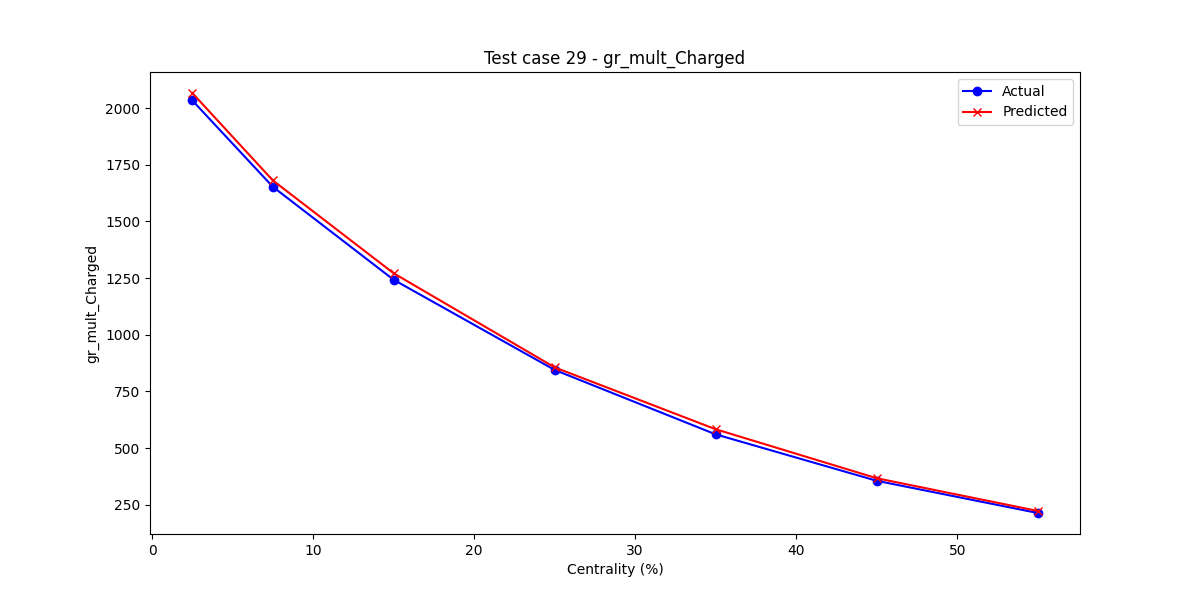 Test case 29 - gr_mult_Charged
Actual
Predicted
gr_mult_Charged
2000
1750
1500
1250
1000
750
500
250
0 10 20 30 40 50
Centrality (%)